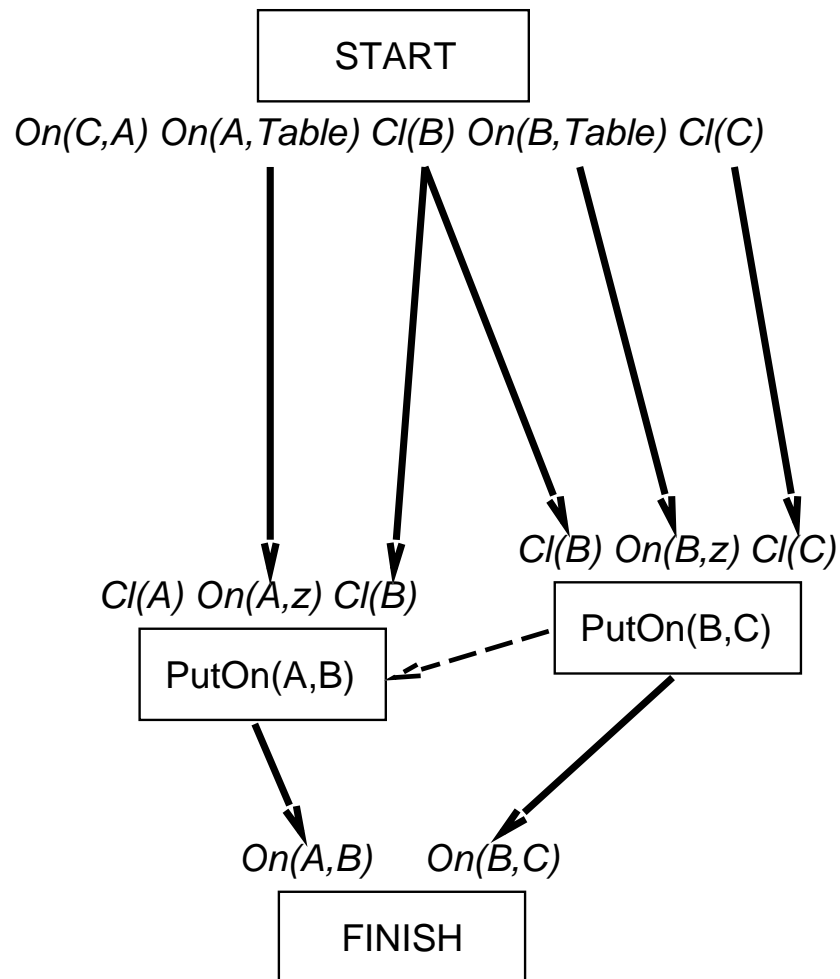 START
On(C,A) On(A,Table) Cl(B) On(B,Table) Cl(C)
Cl(B) On(B,z) Cl(C)
Cl(A) On(A,z) Cl(B)
PutOn(B,C)
PutOn(A,B)
On(A,B) On(B,C)
FINISH